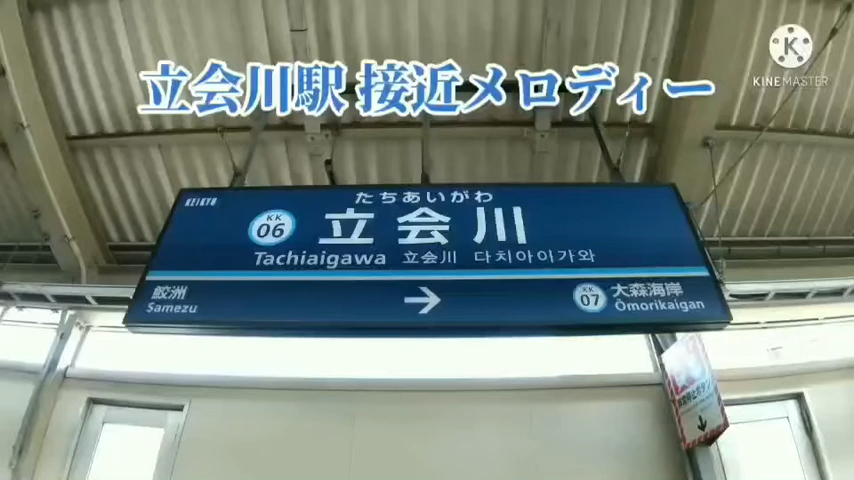 立会川駅 接近メロディー
KINEMASTER
KEIKYU
たちあいがわ
KK
06
立会川
Tachiaigawa 立会川 다치아이가와
鮫洲
Samezu
→
KK
07
大森海岸
Ōmorikaigan